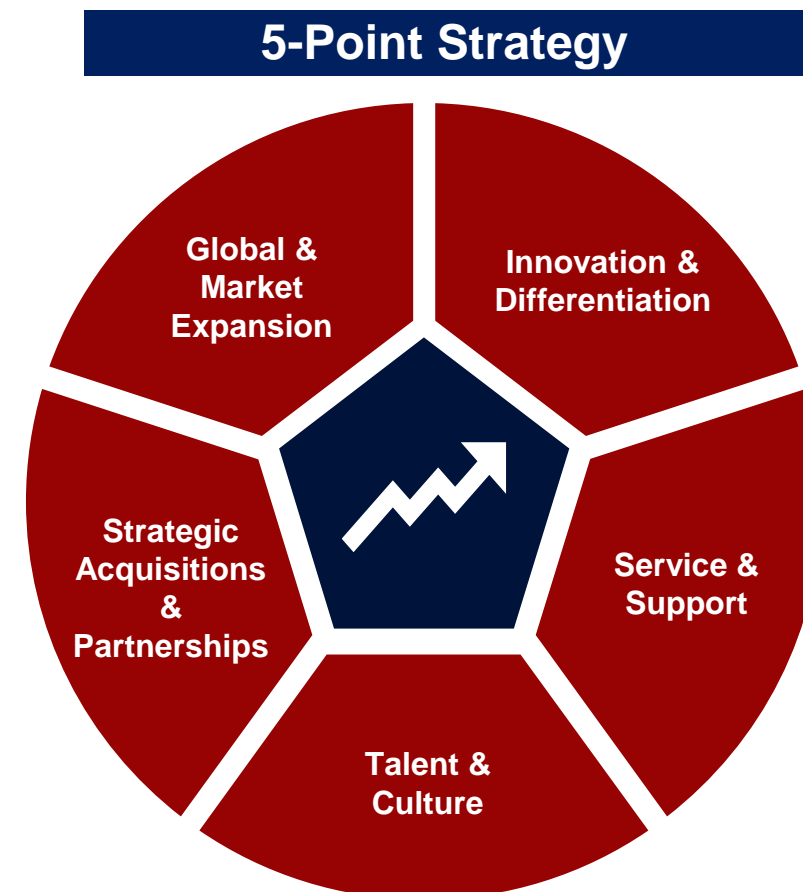 5-Point Strategy
Global &
Market
Expansion
Innovation &
Differentiation
Strategic
Acquisitions
&
Partnerships
Service &
Support
Talent &
Culture